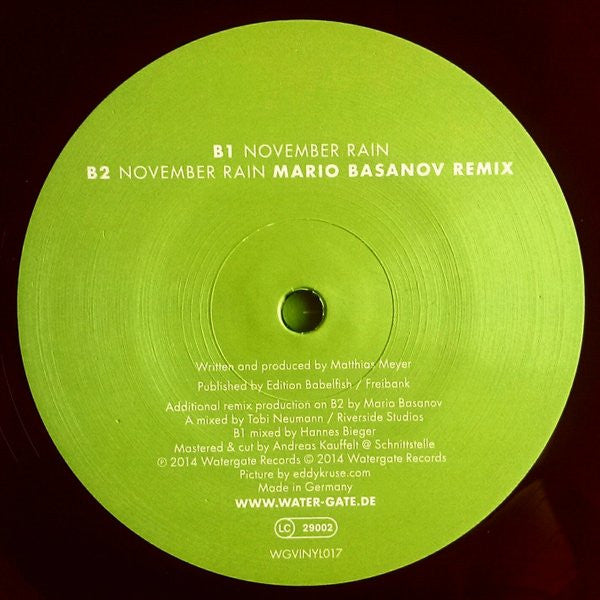 B1 NOVEMBER RAIN
B2 NOVEMBER RAIN MARIO BASANOV REMIX
Written and produced by Matthias Meyer
Published by Edition Babelfish / Freibank
Additional remix production on B2 by Mario Basanov
A mixed by Tobi Neumann / Riverside Studios
B1 mixed by Hannes Bieger
Mastered & cut by Andreas Kauffelt @ Schnittstelle
℗ 2014 Watergate Records © 2014 Watergate Records
Picture by eddykruse.com
Made in Germany
WWW.WATER-GATE.DE
LC 29002
WGVINYL017